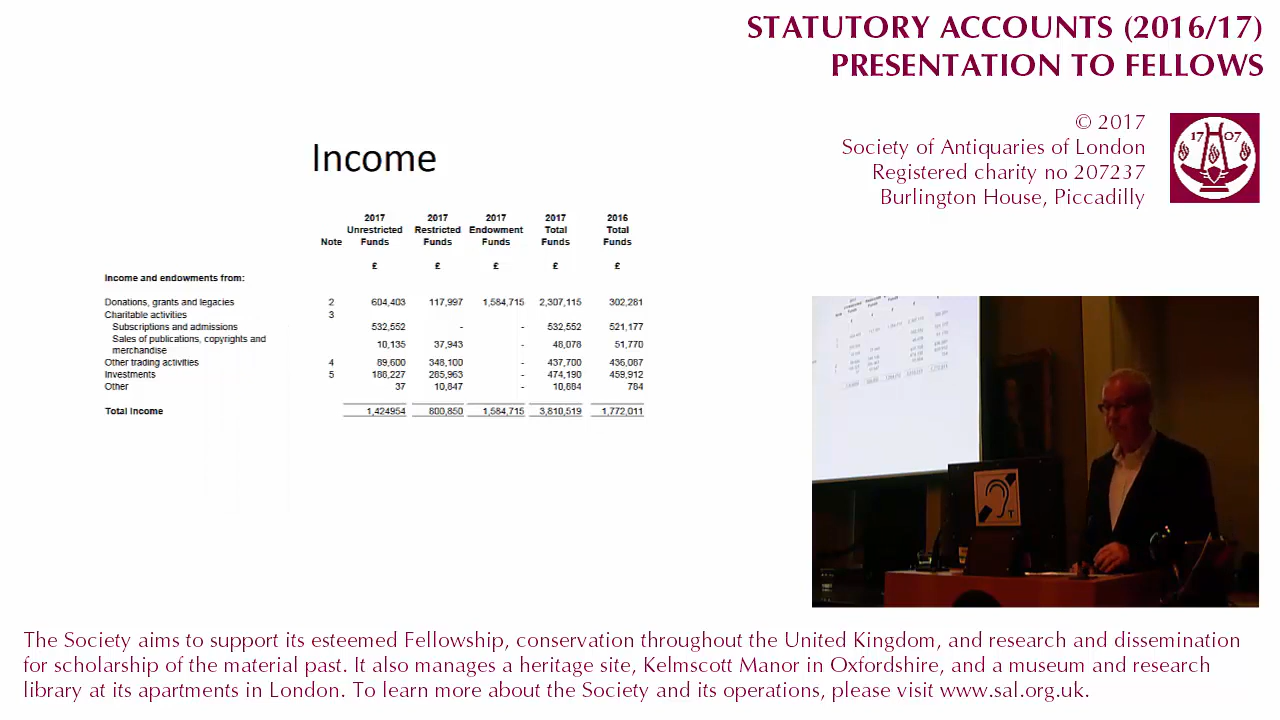 STATUTORY ACCOUNTS (2016/17)
PRESENTATION TO FELLOWS
© 2017
Society of Antiquaries of London
Registered charity no 207237
Burlington House, Piccadilly
17 07
Income
2017 2017 2017 2017 2016
Unrestricted Restricted Endowment Total Total
Note Funds Funds Funds Funds Funds
£ £ £ £ £
Income and endowments from:
Donations, grants and legacies 2 604,403 117,997 1,584,715 2,307,115 302,281
Charitable activities 3
Subscriptions and admissions 532,552 - - 532,552 521,177
Sales of publications, copyrights and
merchandise 10,135 37,943 - 48,078 51,770
Other trading activities 4 89,600 348,100 - 437,700 436,087
Investments 5 188,227 285,963 - 474,190 459,912
Other 37 10,847 - 10,884 784
Total Income 1,424954 800,850 1,584,715 3,810,519 1,772,011
T
The Society aims to support its esteemed Fellowship, conservation throughout the United Kingdom, and research and dissemination
for scholarship of the material past. It also manages a heritage site, Kelmscott Manor in Oxfordshire, and a museum and research
library at its apartments in London. To learn more about the Society and its operations, please visit www.sal.org.uk.